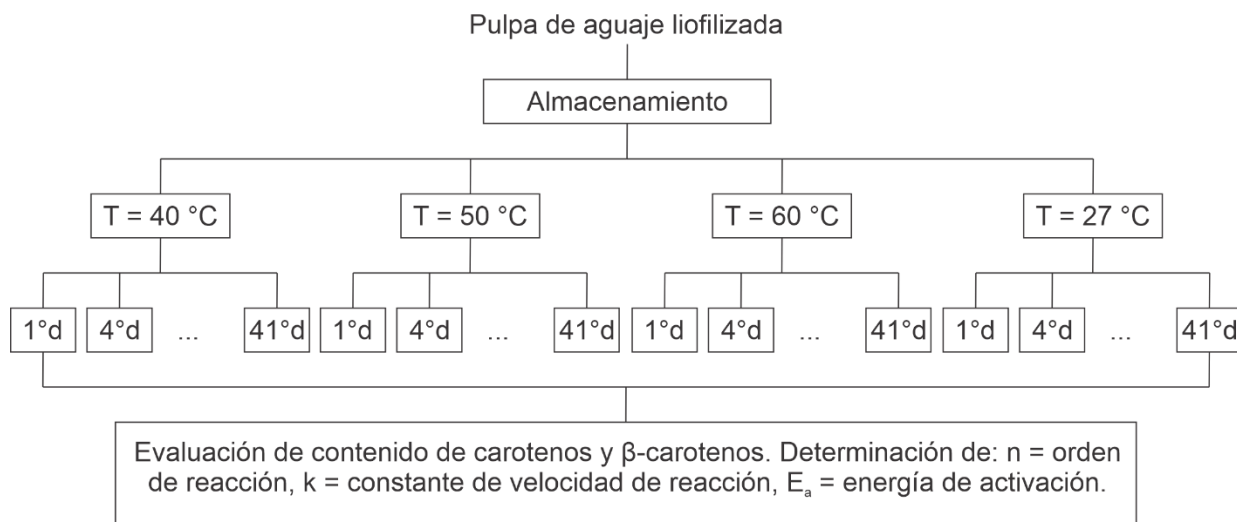 Pulpa de aguaje liofilizada
Almacenamiento
T = 40 °C T = 50 °C T = 60 °C T = 27 °C
1°d 4°d ... 41°d 1°d 4°d ... 41°d 1°d 4°d ... 41°d 1°d 4°d ... 41°d
Evaluación de contenido de carotenos y β-carotenos. Determinación de: n = orden
de reacción, k = constante de velocidad de reacción, Eₐ = energía de activación.